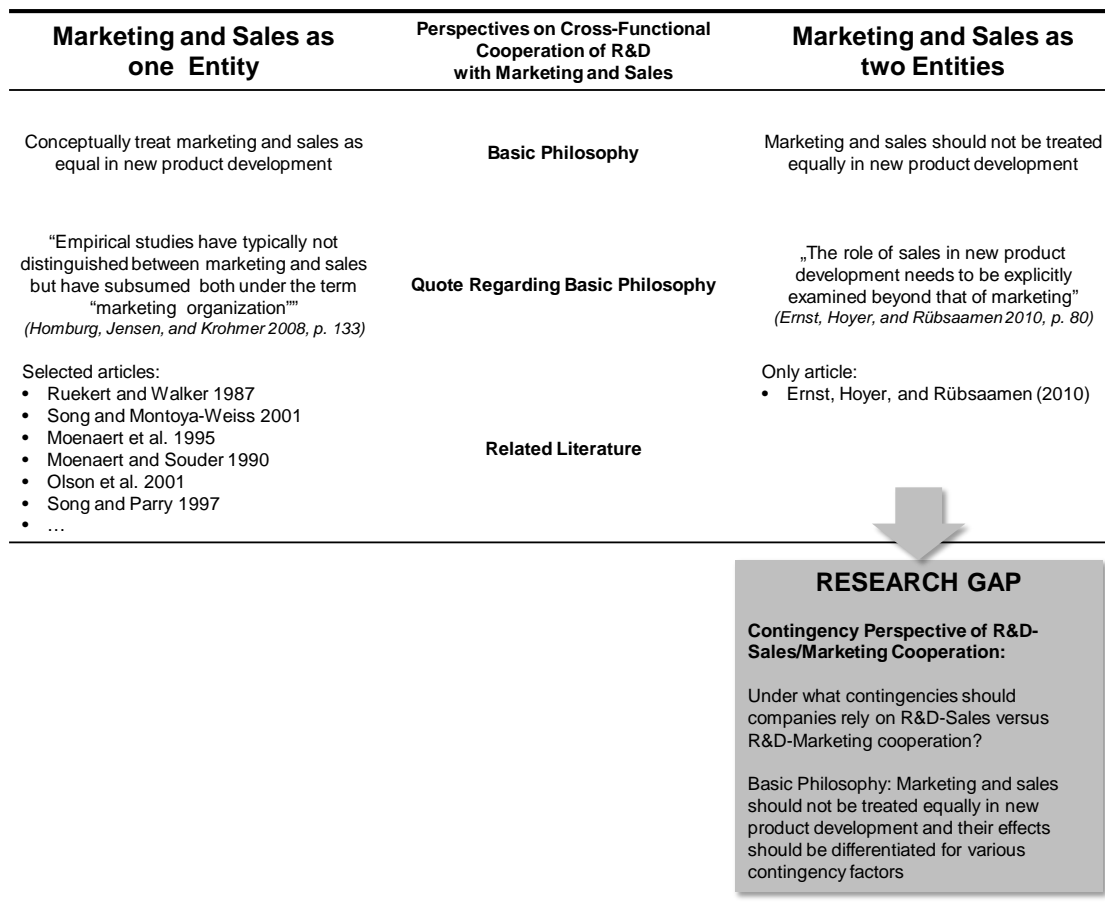 Marketing and Sales as
one Entity
Perspectives on Cross-Functional
Cooperation of R&D
with Marketing and Sales
Marketing and Sales as
two Entities
Conceptually treat marketing and sales as
equal in new product development
Basic Philosophy
Marketing and sales should not be treated
equally in new product development
“Empirical studies have typically not
distinguished between marketing and sales
but have subsumed both under the term
“marketing organization””
(Homburg, Jensen, and Krohmer 2008, p. 133)
Quote Regarding Basic Philosophy
„The role of sales in new product
development needs to be explicitly
examined beyond that of marketing”
(Ernst, Hoyer, and Rübsaamen 2010, p. 80)
Selected articles:
• Ruekert and Walker 1987
• Song and Montoya-Weiss 2001
• Moenaert et al. 1995
• Moenaert and Souder 1990
• Olson et al. 2001
• Song and Parry 1997
• …
Related Literature
Only article:
• Ernst, Hoyer, and Rübsaamen (2010)
RESEARCH GAP
Contingency Perspective of R&D-
Sales/Marketing Cooperation:
Under what contingencies should
companies rely on R&D-Sales versus
R&D-Marketing cooperation?
Basic Philosophy: Marketing and sales
should not be treated equally in new
product development and their effects
should be differentiated for various
contingency factors